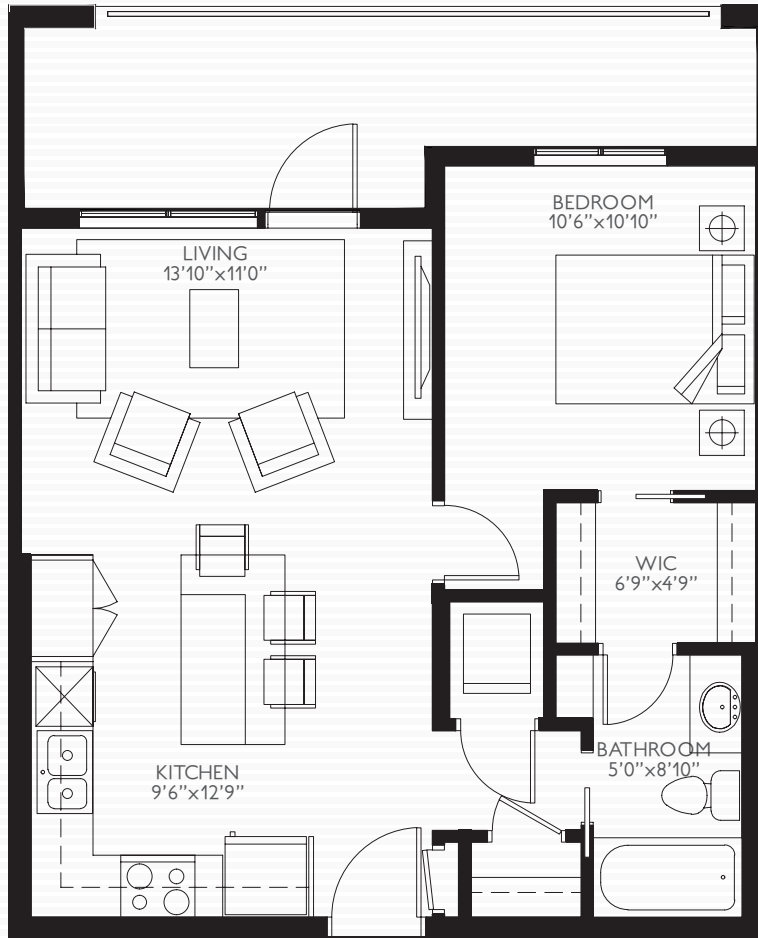 BEDROOM
10’6”x10’10”
LIVING
13’10”x11’0”
WIC
6’9”x4’9”
BATHROOM
5’0”x8’10”
KITCHEN
9’6”x12’9”